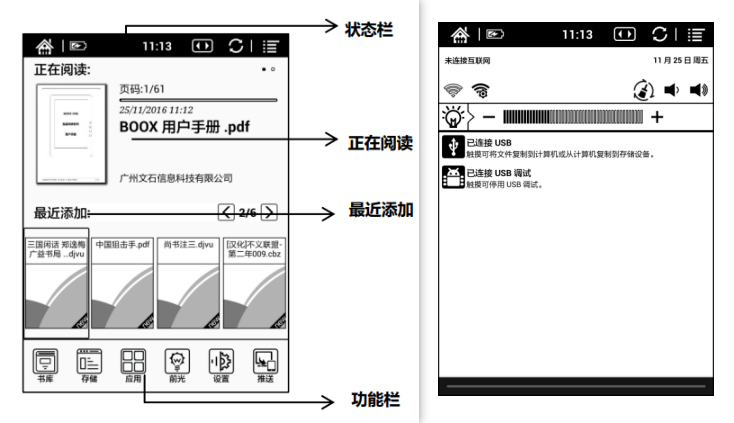 11:13
状态栏
正在阅读:
页码:1/61
25/11/2016 11:12
BOOX 用户手册 .pdf
正在阅读
广州文石信息科技有限公司
最近添加:
2/6
最近添加
三国闲话 郑逸梅
广益书局 ..djvu
中国狙击手.pdf
尚书注三.djvu
[汉化]不义联盟-
第二年009.cbz
书库
存储
应用
前光
设置
推送
功能栏
11:13
未连接互联网
11 月 25 日 周五
已连接 USB
触摸可将文件复制到计算机或从计算机复制到存储设备。
已连接 USB 调试
触摸可停用 USB 调试。